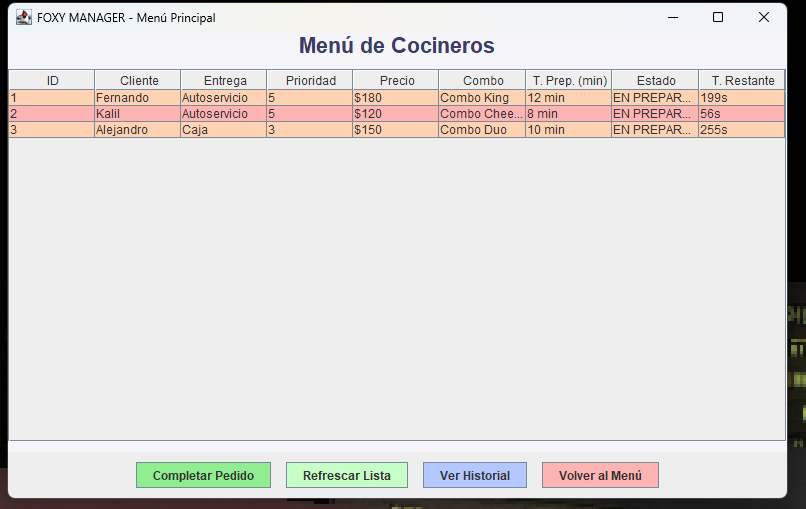 FOXY MANAGER - Menú Principal
Menú de Cocineros
ID Cliente Entrega Prioridad Precio Combo T. Prep. (min) Estado T. Restante
1 Fernando Autoservicio 5 $180 Combo King 12 min EN PREPAR... 199s
2 Kalil Autoservicio 5 $120 Combo Chee... 8 min EN PREPAR... 56s
3 Alejandro Caja 3 $150 Combo Duo 10 min EN PREPAR... 255s
Completar Pedido Refrescar Lista Ver Historial Volver al Menú